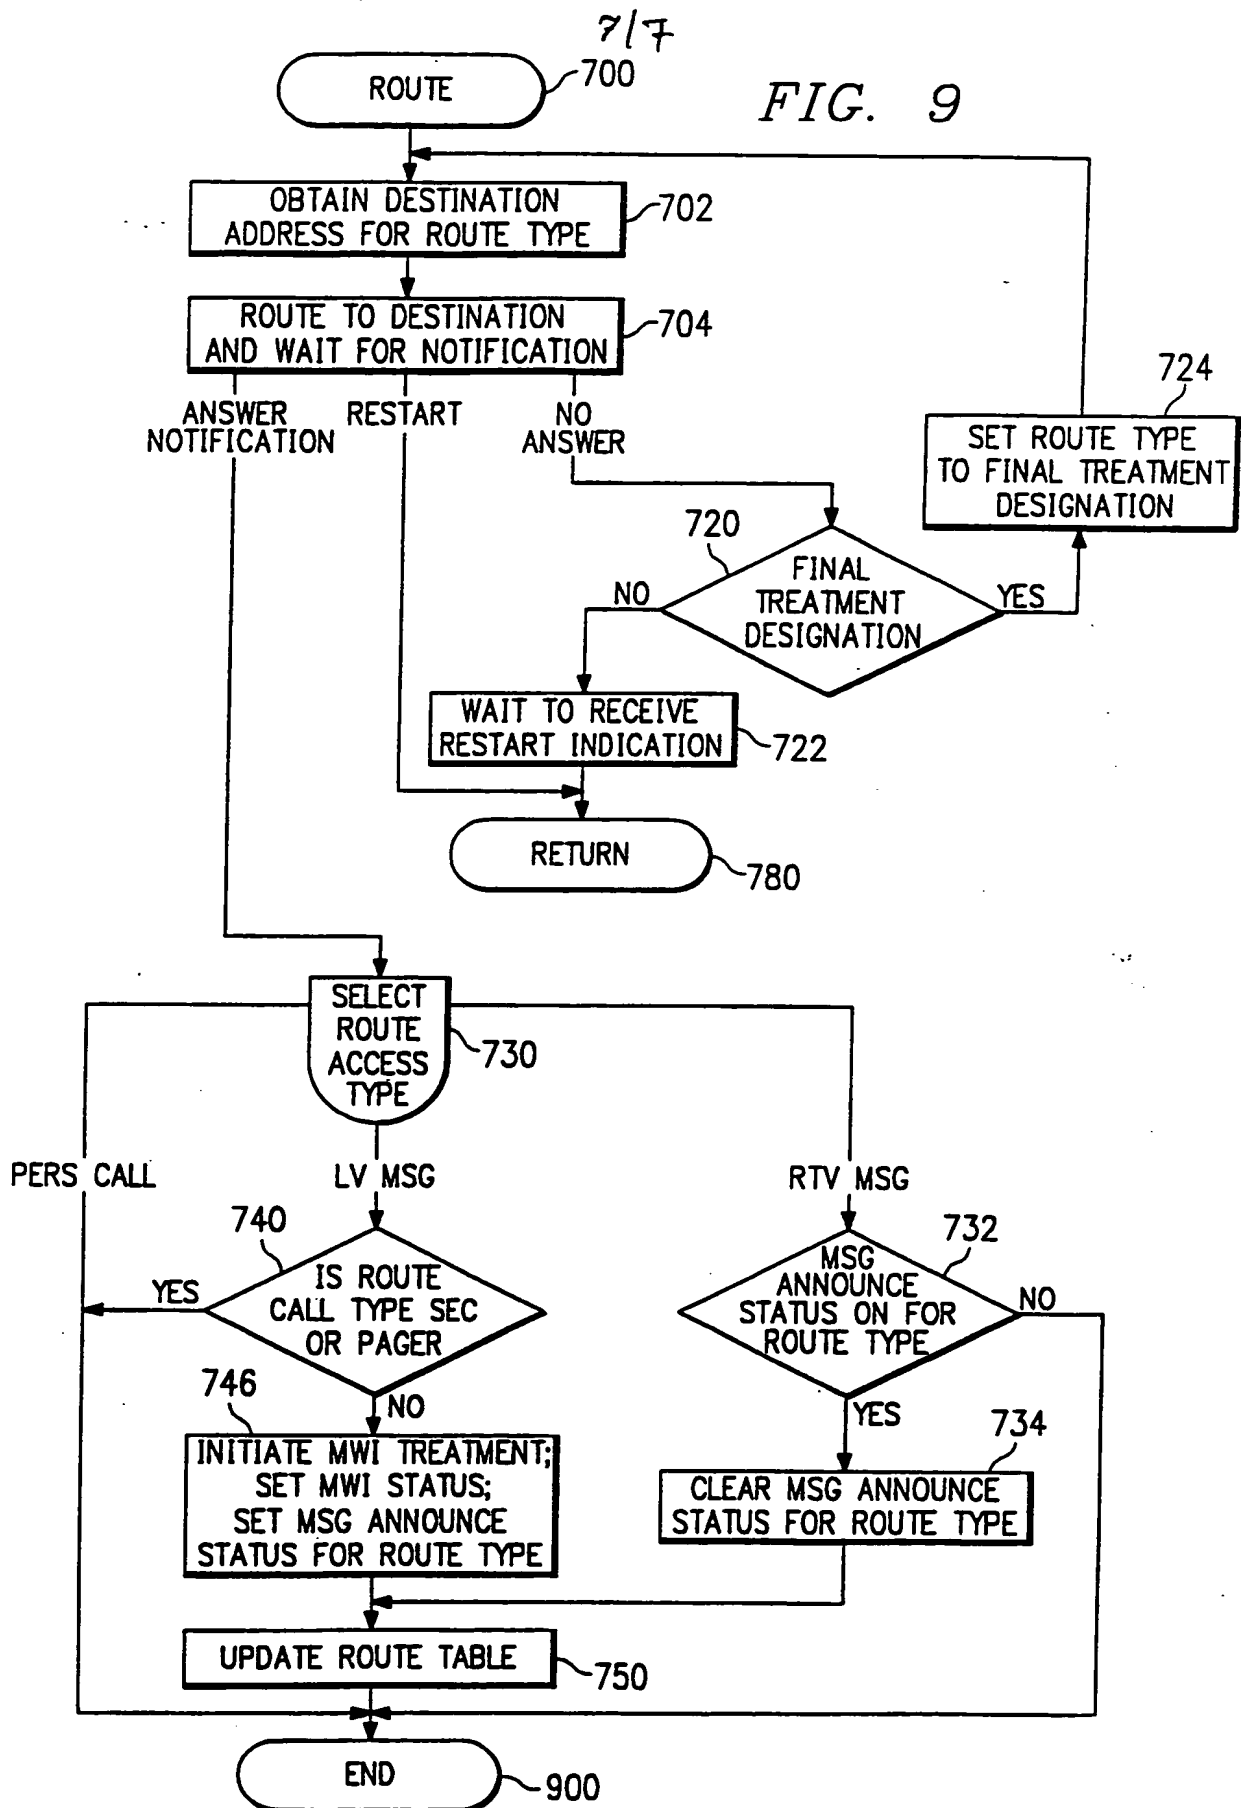 7/7
ROUTE
700
FIG. 9
OBTAIN DESTINATION
ADDRESS FOR ROUTE TYPE
702
ROUTE TO DESTINATION
AND WAIT FOR NOTIFICATION
704
ANSWER
NOTIFICATION
RESTART
NO
ANSWER
724
SET ROUTE TYPE
TO FINAL TREATMENT
DESIGNATION
720
FINAL
TREATMENT
DESIGNATION
NO
YES
WAIT TO RECEIVE
RESTART INDICATION
722
RETURN
780
SELECT
ROUTE
ACCESS
TYPE
730
PERS CALL
LV MSG
RTV MSG
740
IS ROUTE
CALL TYPE SEC
OR PAGER
YES
NO
732
MSG
ANNOUNCE
STATUS ON FOR
ROUTE TYPE
NO
YES
746
INITIATE MWI TREATMENT;
SET MWI STATUS;
SET MSG ANNOUNCE
STATUS FOR ROUTE TYPE
734
CLEAR MSG ANNOUNCE
STATUS FOR ROUTE TYPE
UPDATE ROUTE TABLE
750
END
900